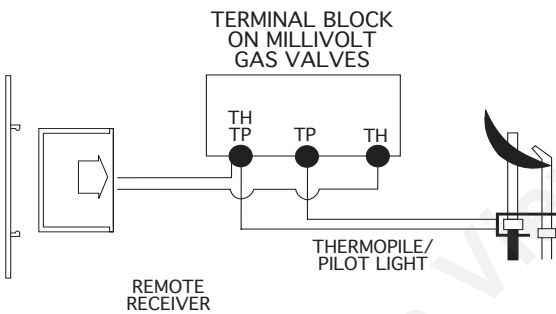 TERMINAL BLOCK
ON MILLIVOLT
GAS VALVES
TH
TP
TP
TH
THERMOPILE/
PILOT LIGHT
REMOTE
RECEIVER